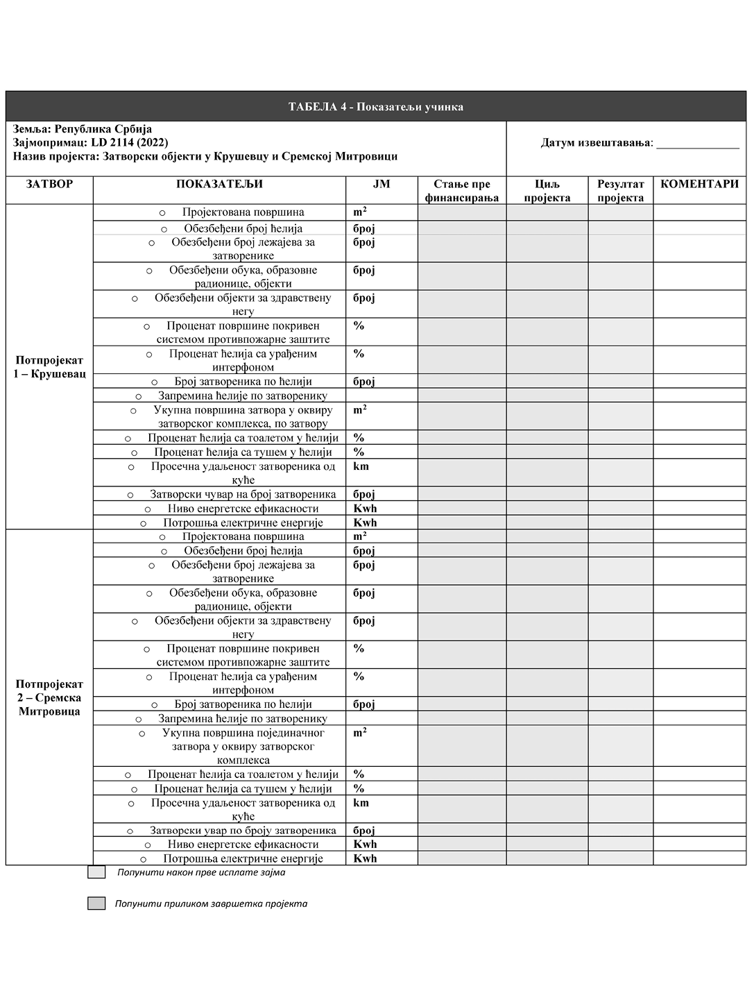 ТАБЕЛА 4 - Показатељи учинка
Земља: Република Србија
Зајмопримац: LD 2114 (2022)
Назив пројекта: Затворски објекти у Крушевцу и Сремској Митровици
Датум извештавања: _______________
ЗАТВОР ПОКАЗАТЕЉИ ЈМ Стање пре финансирања Циљ пројекта Резултат пројекта КОМЕНТАРИ
Потпројекат
1 – Крушевац
o Пројектована површина m²
o Обезбеђени број ћелија број
o Обезбеђени број лежајева за број
затворенике
o Обезбеђени обука, образовне број
радионице, објекти
o Обезбеђени објекти за здравствену број
негу
o Проценат површине покривен %
системом противпожарне заштите
o Проценат ћелија са урађеним %
интерфоном
o Број затвореника по ћелији број
o Запремина ћелије по затворенику
o Укупна површина затвора у оквиру m²
затворског комплекса, по затвору
o Проценат ћелија са тоалетом у ћелији %
o Проценат ћелија са тушем у ћелији %
o Просечна удаљеност затвореника од km
куће
o Затворски чувар на број затвореника број
o Ниво енергетске ефикасности Kwh
o Потрошња електричне енергије Kwh
Потпројекат
2 – Сремска
Митровица
o Пројектована површина m²
o Обезбеђени број ћелија број
o Обезбеђени број лежајева за број
затворенике
o Обезбеђени обука, образовне број
радионице, објекти
o Обезбеђени објекти за здравствену број
негу
o Проценат површине покривен %
системом противпожарне заштите
o Проценат ћелија са урађеним %
интерфоном
o Број затвореника по ћелији број
o Запремина ћелије по затворенику
o Укупна површина појединачног m²
затвора у оквиру затворског
комплекса
o Проценат ћелија са тоалетом у ћелији %
o Проценат ћелија са тушем у ћелији %
o Просечна удаљеност затвореника од km
куће
o Затворски увар по броју затвореника број
o Ниво енергетске ефикасности Kwh
o Потрошња електричне енергије Kwh
Попунити након прве исплате зајма
Попунити приликом завршетка пројекта